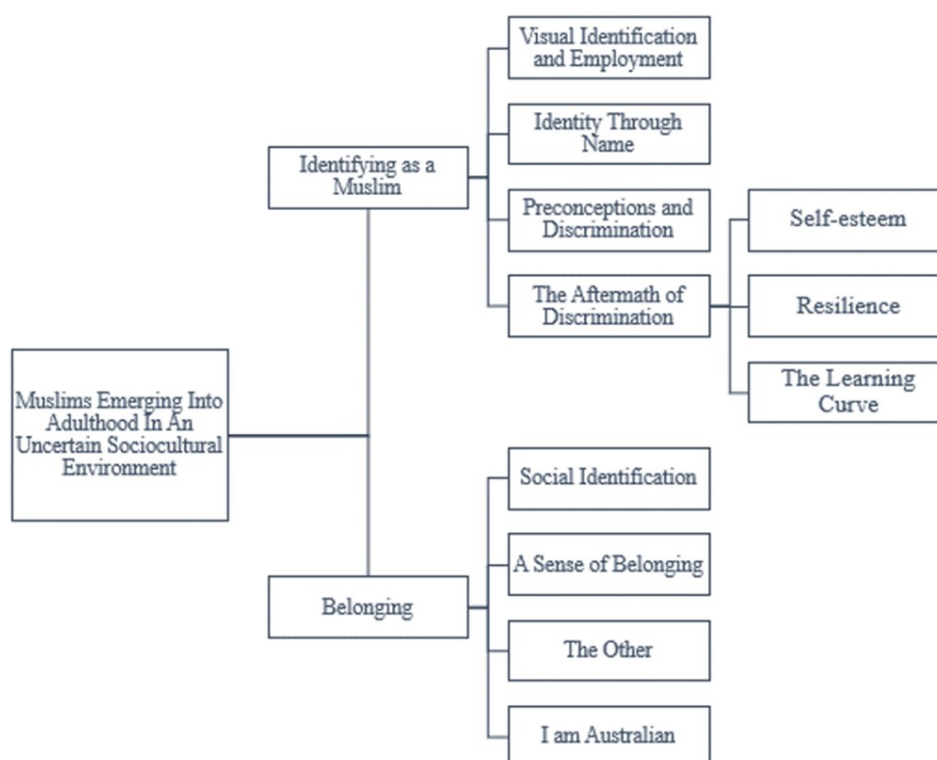 Visual Identification
and Employment
Identity Through
Name
Identifying as a
Muslim
Preconceptions and
Discrimination
The Aftermath of
Discrimination
Self-esteem
Resilience
The Learning
Curve
Muslims Emerging Into
Adulthood In An
Uncertain Sociocultural
Environment
Social Identification
A Sense of Belonging
Belonging
The Other
I am Australian